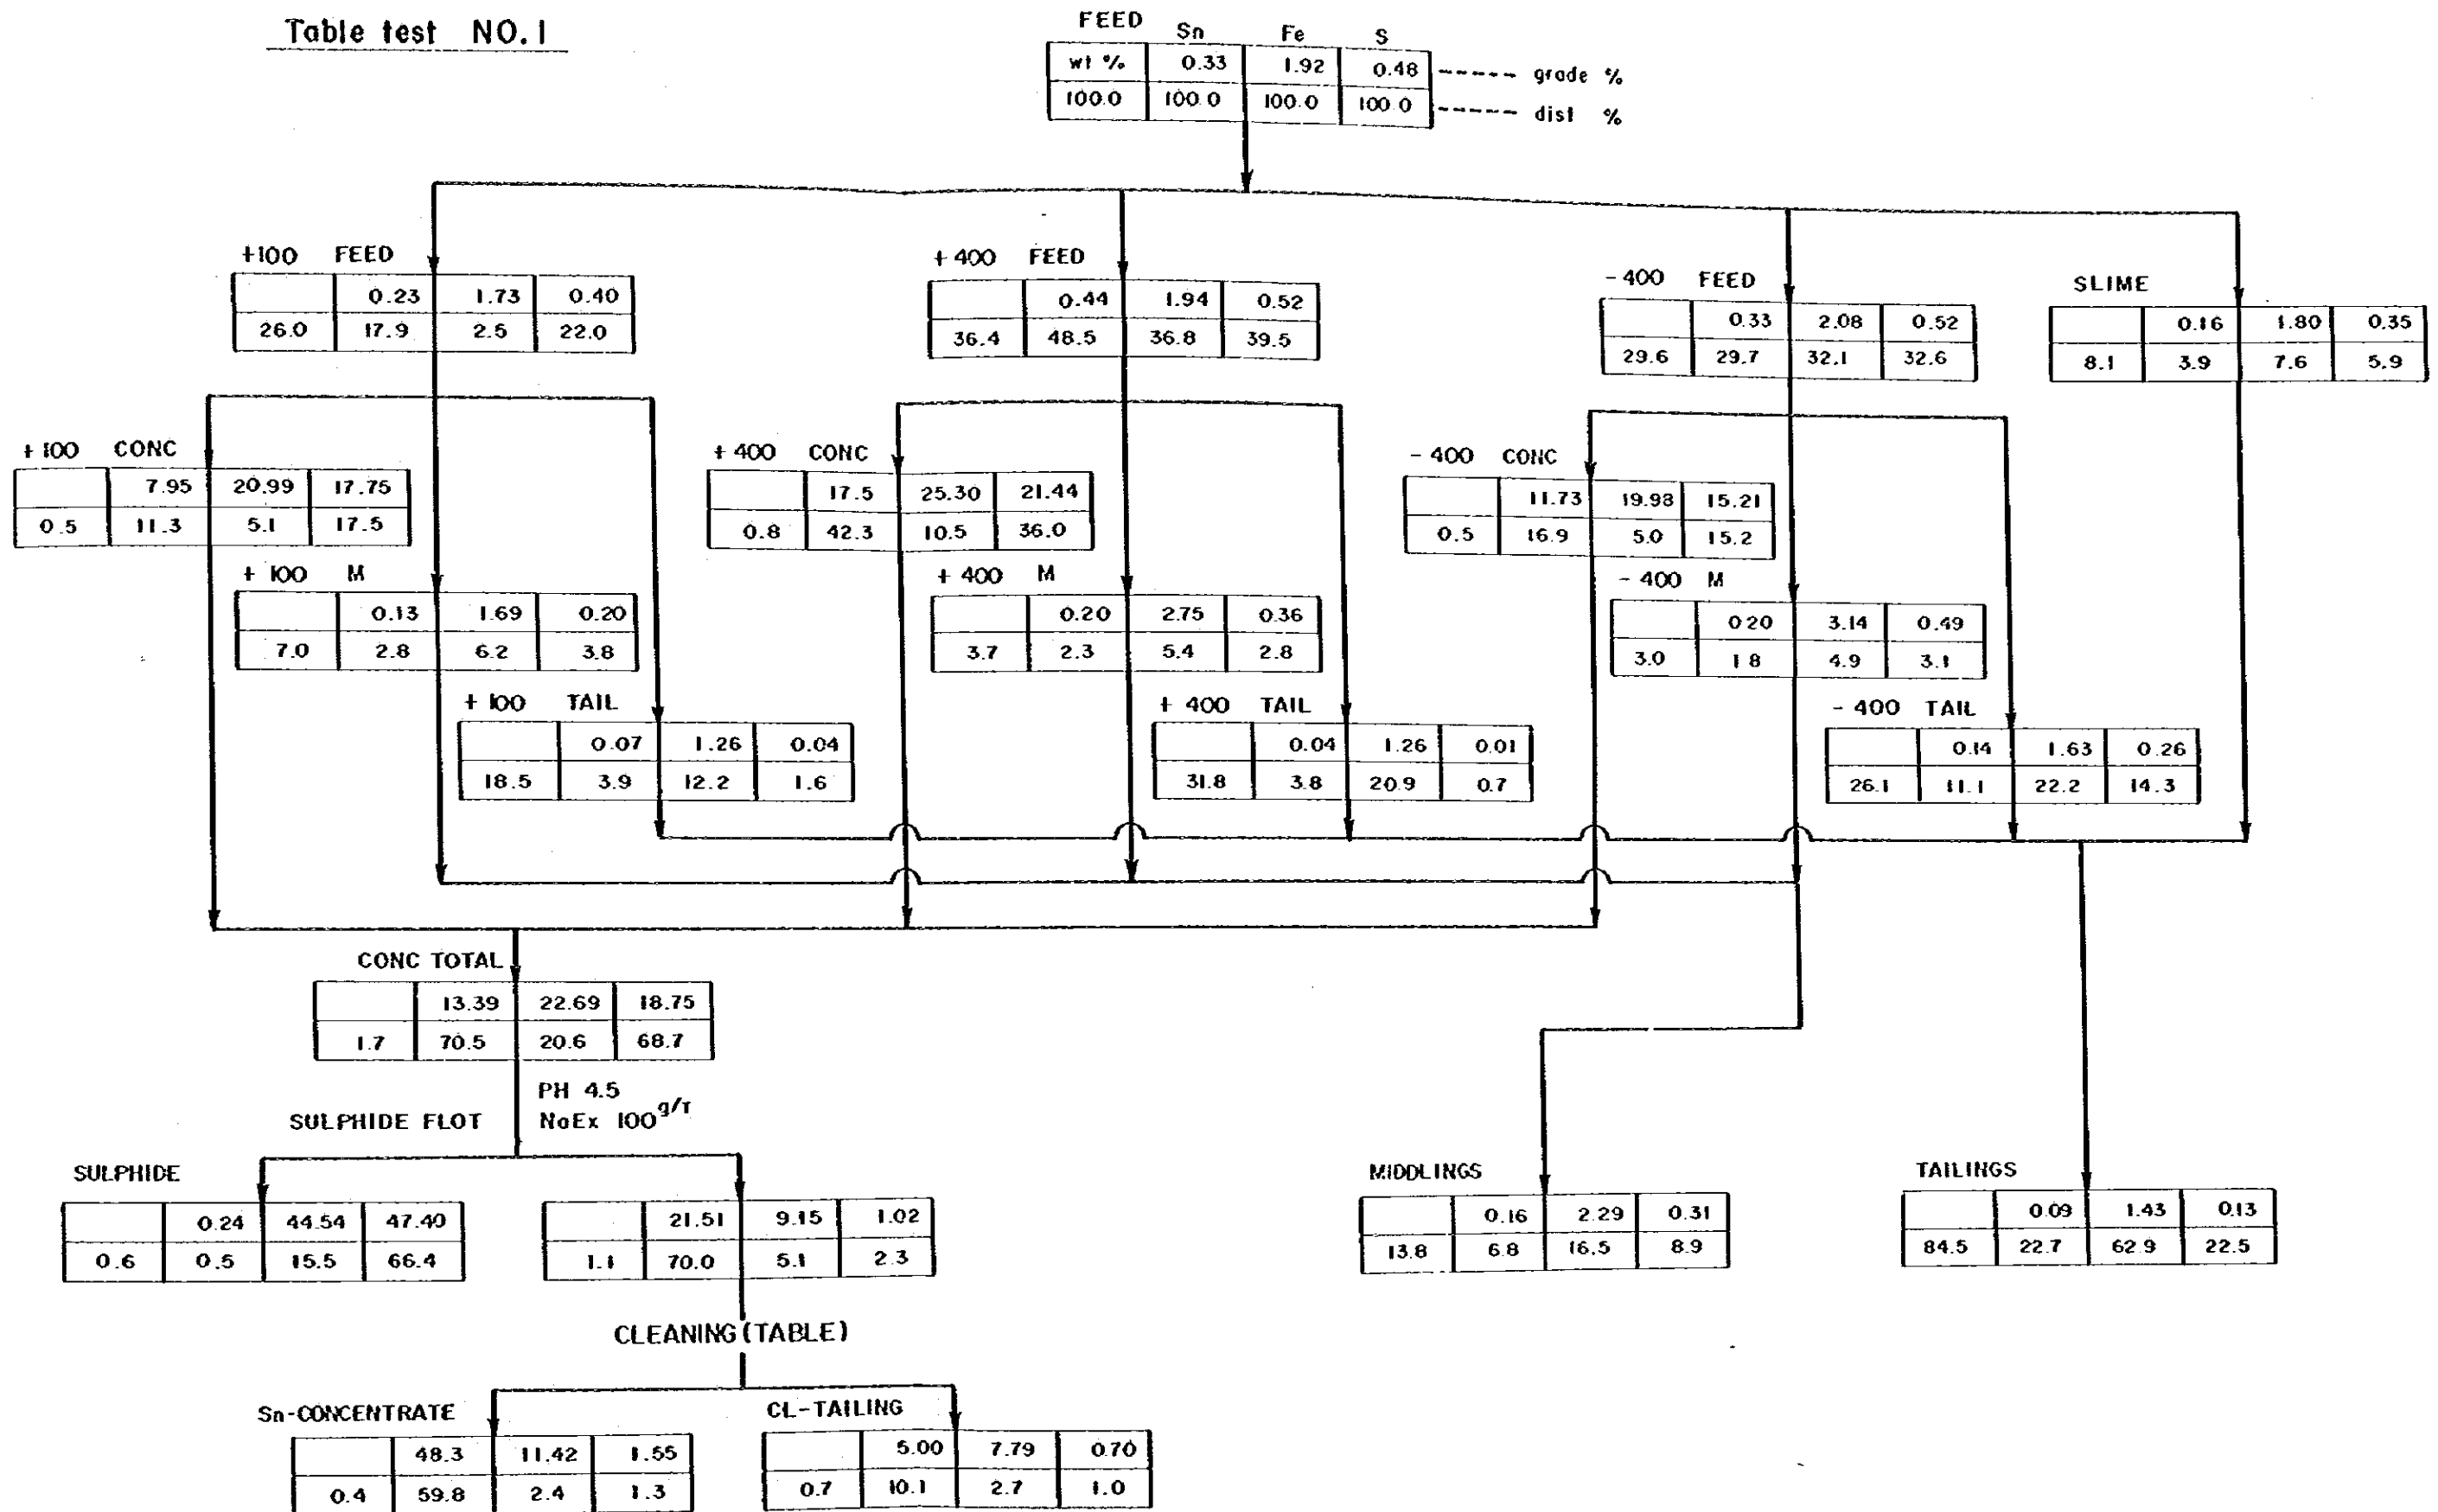 Table test NO.1
FEED Sn Fe S
wt % 0.33 1.92 0.48 ----- grade %
100.0 100.0 100.0 100.0 ----- dist %
+100 FEED
0.23 1.73 0.40
26.0 17.9 2.5 22.0
+ 400 FEED
0.44 1.94 0.52
36.4 48.5 36.8 39.5
- 400 FEED
0.33 2.08 0.52
29.6 29.7 32.1 32.6
SLIME
0.16 1.80 0.35
8.1 3.9 7.6 5.9
+ 100 CONC
7.95 20.99 17.75
0.5 11.3 5.1 17.5
+ 400 CONC
17.5 25.30 21.44
0.8 42.3 10.5 36.0
- 400 CONC
11.73 19.98 15.21
0.5 16.9 5.0 15.2
+ 100 M
0.13 1.69 0.20
7.0 2.8 6.2 3.8
+ 400 M
0.20 2.75 0.36
3.7 2.3 5.4 2.8
- 400 M
0.20 3.14 0.49
3.0 1.8 4.9 3.1
+ 100 TAIL
0.07 1.26 0.04
18.5 3.9 12.2 1.6
+ 400 TAIL
0.04 1.26 0.01
31.8 3.8 20.9 0.7
- 400 TAIL
0.14 1.63 0.26
26.1 11.1 22.2 14.3
CONC TOTAL
13.39 22.69 18.75
1.7 70.5 20.6 68.7
PH 4.5
SULPHIDE FLOT NaEx 100 g/T
SULPHIDE
0.24 44.54 47.40
0.6 0.5 15.5 66.4
21.51 9.15 1.02
1.1 70.0 5.1 2.3
MIDDLINGS
0.16 2.29 0.31
13.8 6.8 16.5 8.9
TAILINGS
0.09 1.43 0.13
84.5 22.7 62.9 22.5
CLEANING (TABLE)
Sn-CONCENTRATE
48.3 11.42 1.55
0.4 59.8 2.4 1.3
CL-TAILING
5.00 7.79 0.70
0.7 10.1 2.7 1.0